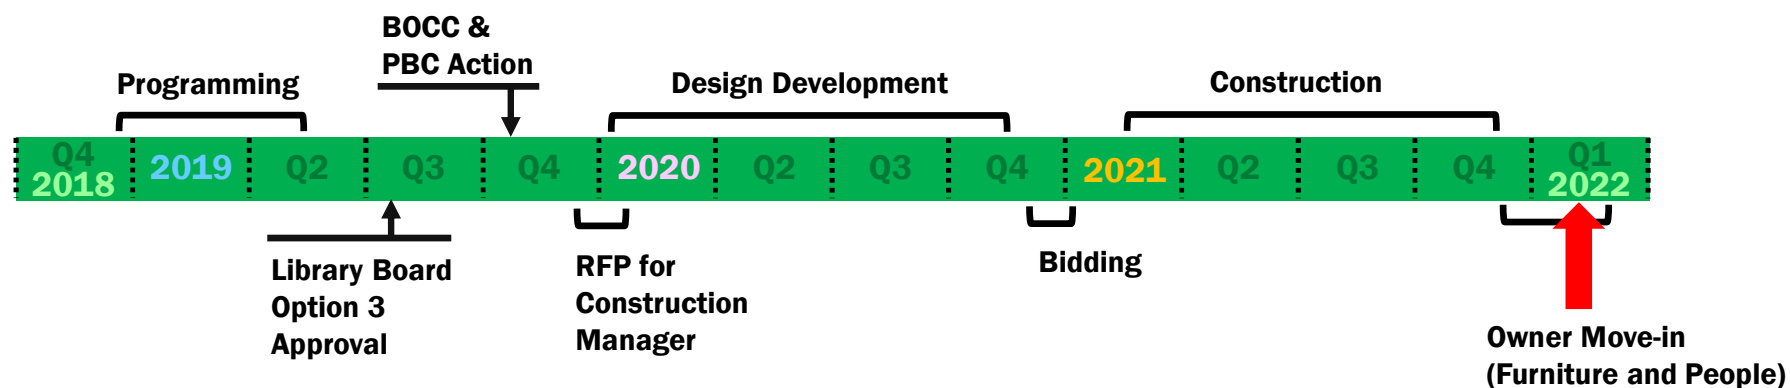 BOCC &
PBC Action
Programming
Design Development
Construction
Q4
2018
2019
Q2
Q3
Q4
2020
Q2
Q3
Q4
2021
Q2
Q3
Q4
Q1
2022
Library Board
Option 3
Approval
RFP for
Construction
Manager
Bidding
Owner Move-in
(Furniture and People)